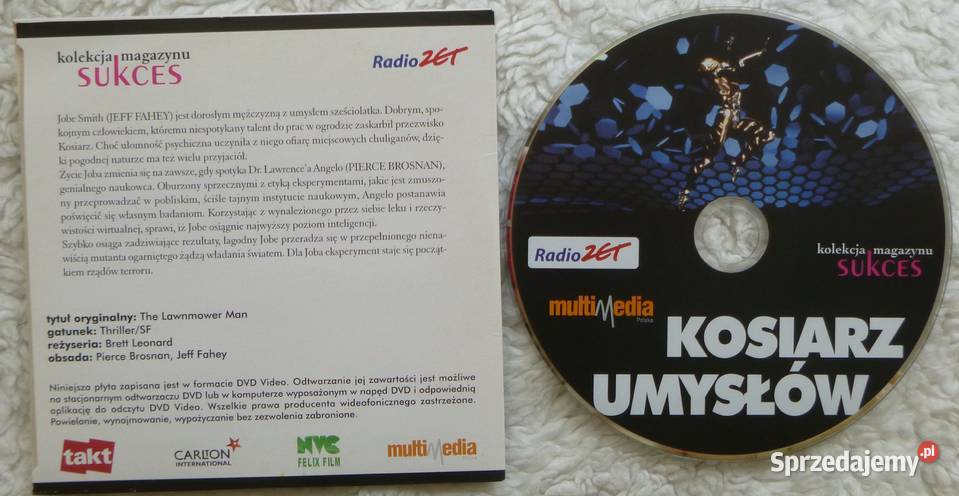 kolekcja magazynu
SUKCES
Radio ZET
Jobe Smith (JEFF FAHEY) jest dorosłym mężczyzną z umysłem sześciolatka. Dobrym, spo-
kojnym człowiekiem, któremu niespotykany talent do prac w ogrodzie zaskarbił przezwisko
Kosiarz. Choć ułomność psychiczna uczyniła z niego ofiarę miejscowych chuliganów, dzię-
ki pogodnej naturze ma też wielu przyjaciół.
Życie Joba zmienia się na zawsze, gdy spotyka Dr. Lawrence'a Angelo (PIERCE BROSNAN),
genialnego naukowca. Oburzony sprzecznymi z etyką eksperymentami, jakie jest zmuszo-
ny przeprowadzać w pobliskim, ściśle tajnym instytucie naukowym, Angelo postanawia
poświęcić się własnym badaniom. Korzystając z wynalezionego przez siebie leku i rzeczy-
wistości wirtualnej, sprawi, iż Jobe osiągnie najwyższy poziom inteligencji.
Szybko osiąga zadziwiające rezultaty, łagodny Jobe przeradza się w przepełnionego niena-
wiścią mutanta ogarniętego żądzą władania światem. Dla Joba eksperyment staje się począt-
kiem rządów terroru.
tytuł oryginalny: The Lawnmower Man
gatunek: Thriller/SF
reżyseria: Brett Leonard
obsada: Pierce Brosnan, Jeff Fahey
Niniejsza płyta zapisana jest w formacie DVD Video. Odtwarzanie jej zawartości jest możliwe
na stacjonarnym odtwarzaczu DVD lub w komputerze wyposażonym w napęd DVD i odpowiednią
aplikację do odczytu DVD Video. Wszelkie prawa producenta wideofonicznego zastrzeżone.
Powielanie, wynajmowanie, wypożyczanie bez zezwolenia zabronione.
takt
CARLTON
INTERNATIONAL
NVC
FELIX FILM
multiMedia
Radio ZET
kolekcja magazynu
SUKCES
multiMedia
Polska
KOSIARZ
UMYSŁÓW
Sprzedajemy.pl